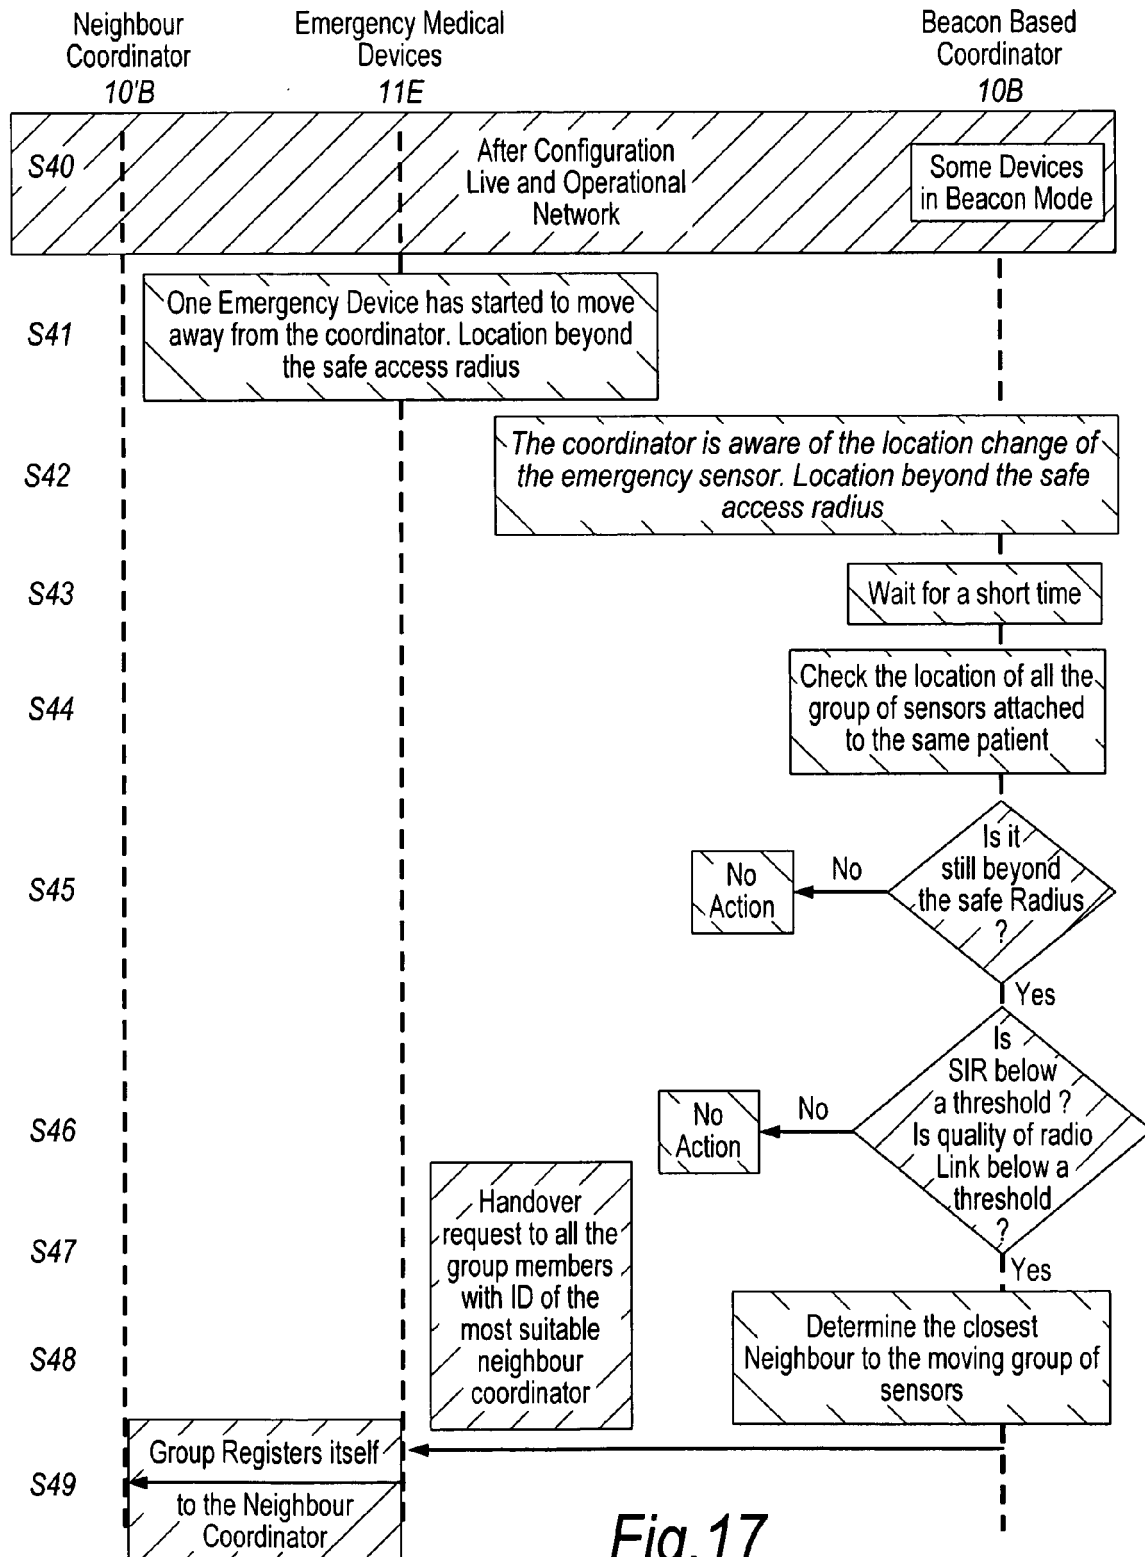 Neighbour
Coordinator
10'B
Emergency Medical
Devices
11E
Beacon Based
Coordinator
10B
S40
After Configuration
Live and Operational
Network
Some Devices
in Beacon Mode
S41
One Emergency Device has started to move
away from the coordinator. Location beyond
the safe access radius
S42
The coordinator is aware of the location change of
the emergency sensor. Location beyond the safe
access radius
S43
Wait for a short time
S44
Check the location of all the
group of sensors attached
to the same patient
S45
Is it
still beyond
the safe Radius
?
No
No
Action
Yes
S46
Is
SIR below
a threshold ?
Is quality of radio
Link below a
threshold
?
No
No
Action
Yes
S47
Handover
request to all the
group members
with ID of the
most suitable
neighbour
coordinator
S48
Determine the closest
Neighbour to the moving group of
sensors
S49
Group Registers itself
to the Neighbour
Coordinator
Fig.17